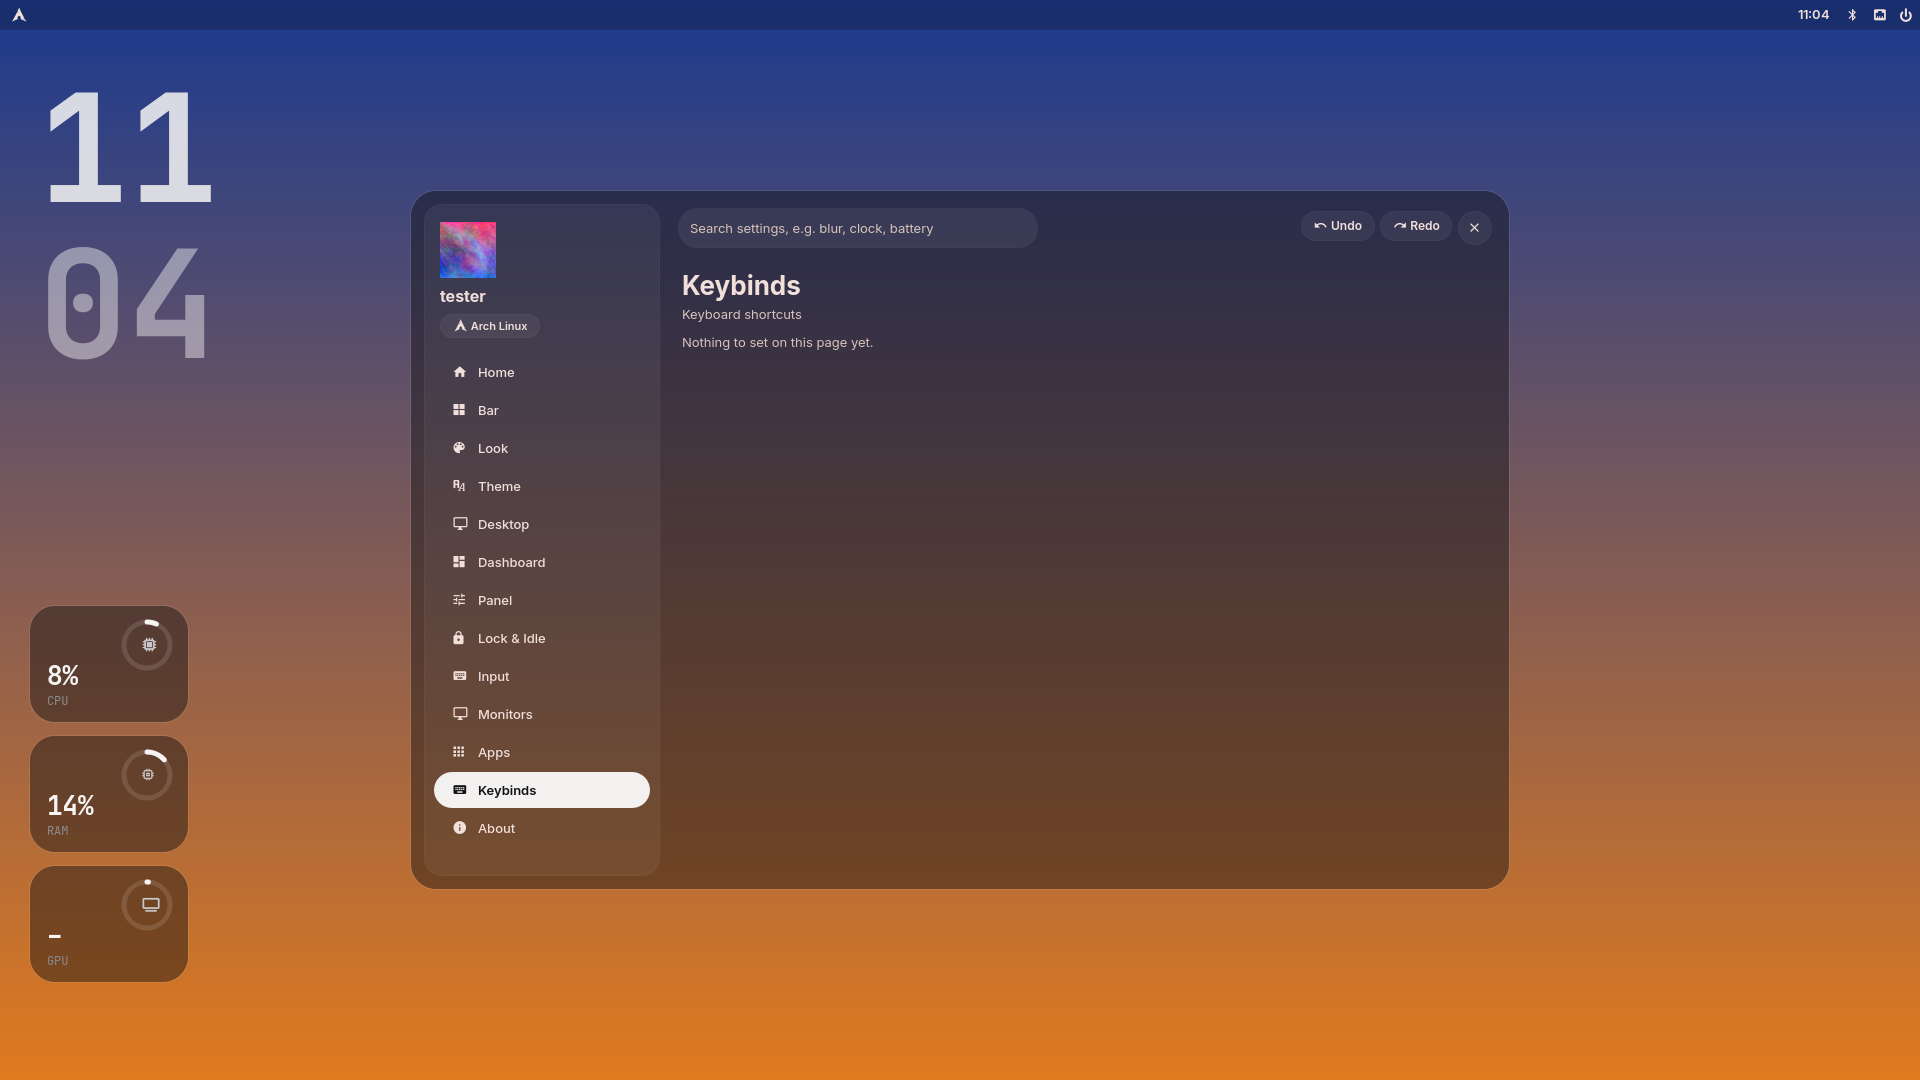 11:04
11
04
Search settings, e.g. blur, clock, battery
Undo
Redo
tester
Arch Linux
Home
Bar
Look
Theme
Desktop
Dashboard
Panel
Lock & Idle
Input
Monitors
Apps
Keybinds
About
Keybinds
Keyboard shortcuts
Nothing to set on this page yet.
8%
CPU
14%
RAM
–
GPU